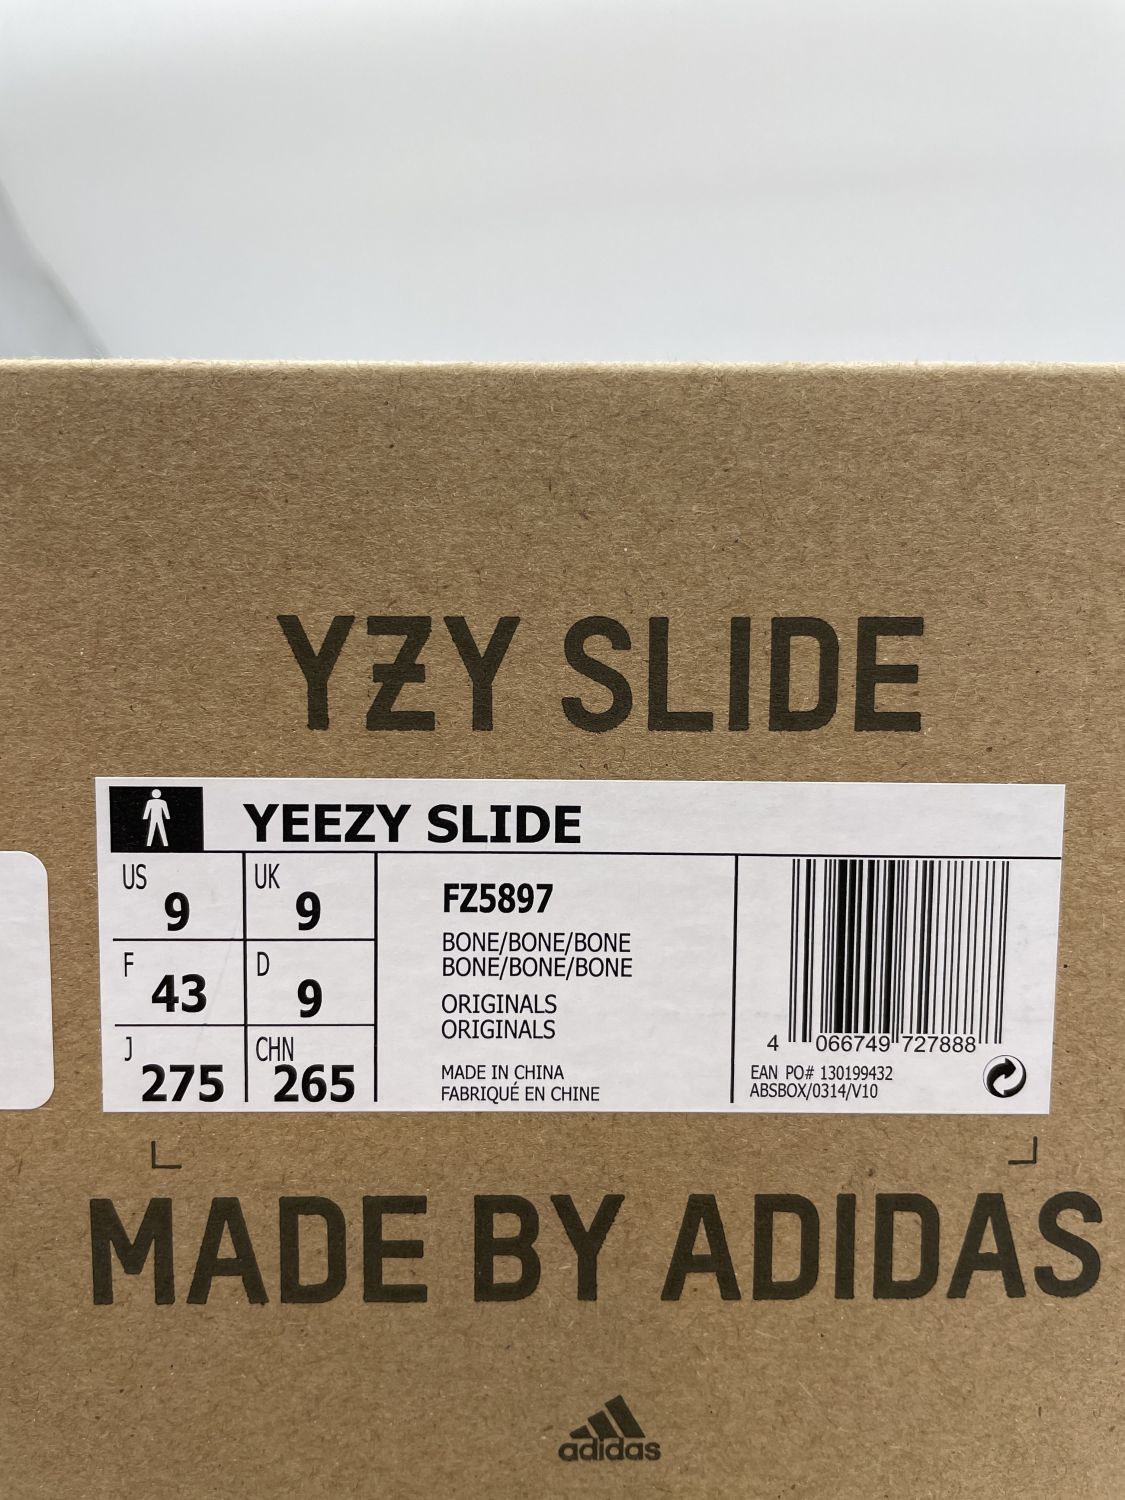 YZY SLIDE
YEEZY SLIDE
US 9
UK 9
F 43
D 9
J 275
CHN 265
FZ5897
BONE/BONE/BONE
BONE/BONE/BONE
ORIGINALS
ORIGINALS
MADE IN CHINA
FABRIQUÉ EN CHINE
4 066749 727888
EAN PO# 130199432
ABSBOX/0314/V10
MADE BY ADIDAS
adidas